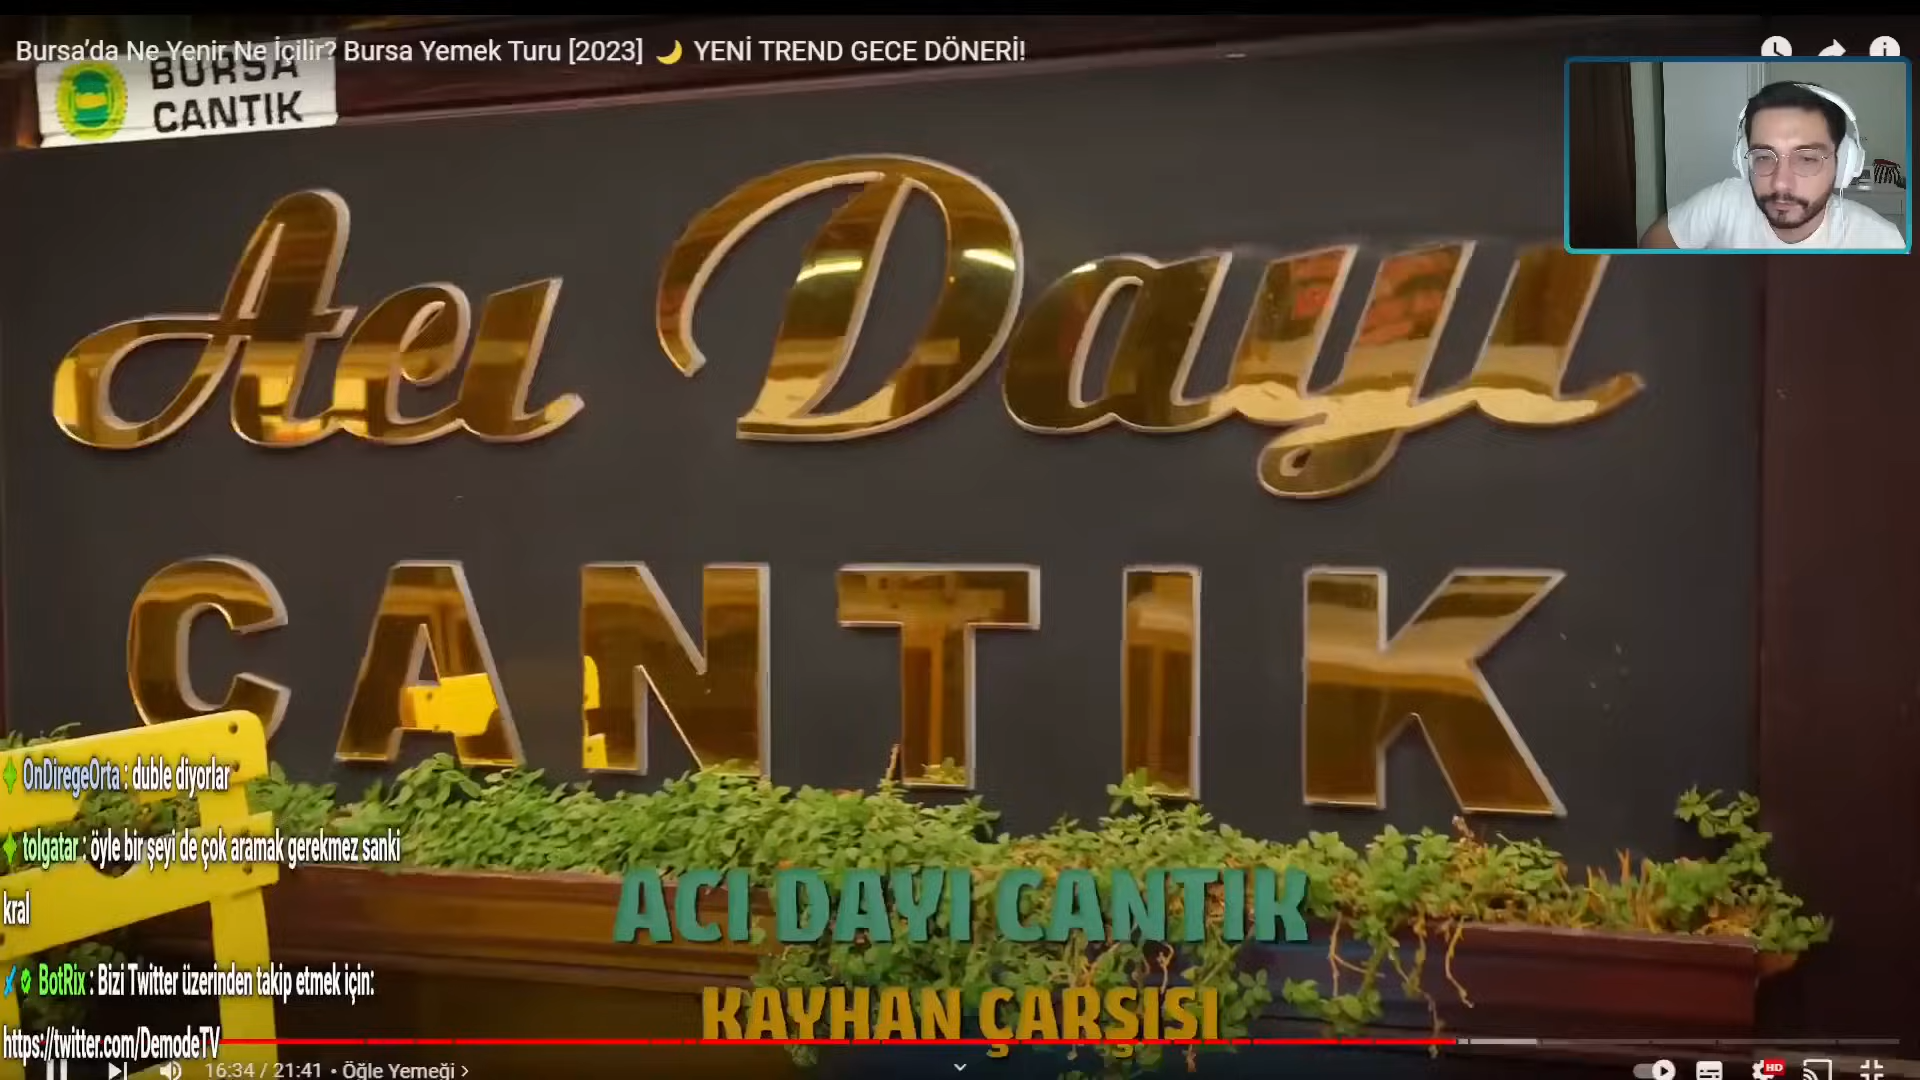 Bursa'da Ne Yenir Ne İçilir? Bursa Yemek Turu [2023] 🌙 YENİ TREND GECE DÖNERİ!
BURSA
CANTIK
Acı Dayı
CANTIK
OnDiregeOrta : duble diyorlar
tolgatar : öyle bir şeyi de çok aramak gerekmez sanki
kral
ACI DAYI CANTIK
BotRix : Bizi Twitter üzerinden takip etmek için:
KAYHAN ÇARŞISI
https://twitter.com/DemodeTV
16:34 / 21:41 • Öğle Yemeği >
HD